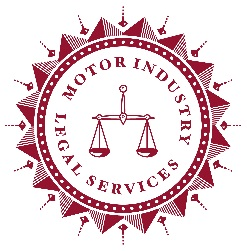 MOTOR INDUSTRY
LEGAL SERVICES